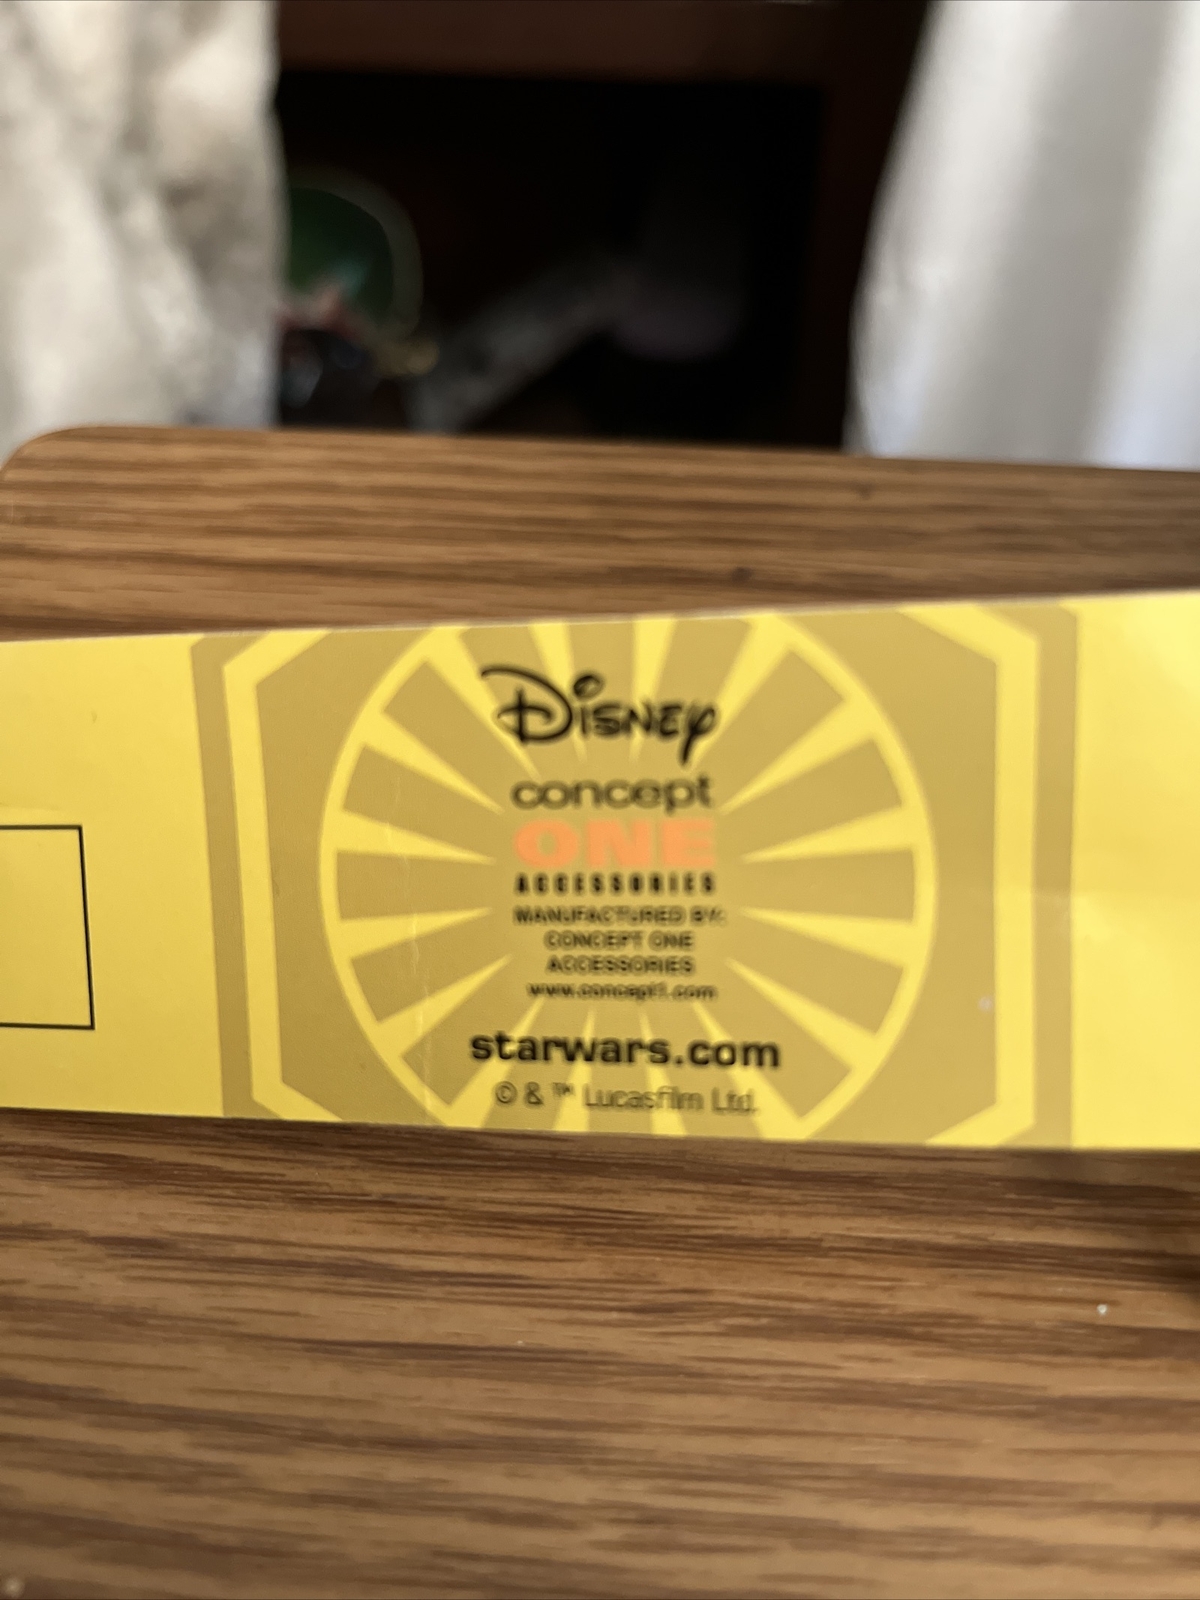 Disney
concept
ONE
ACCESSORIES
MANUFACTURED BY:
CONCEPT ONE
ACCESSORIES
www.concept1.com
starwars.com
© & ™ Lucasfilm Ltd.